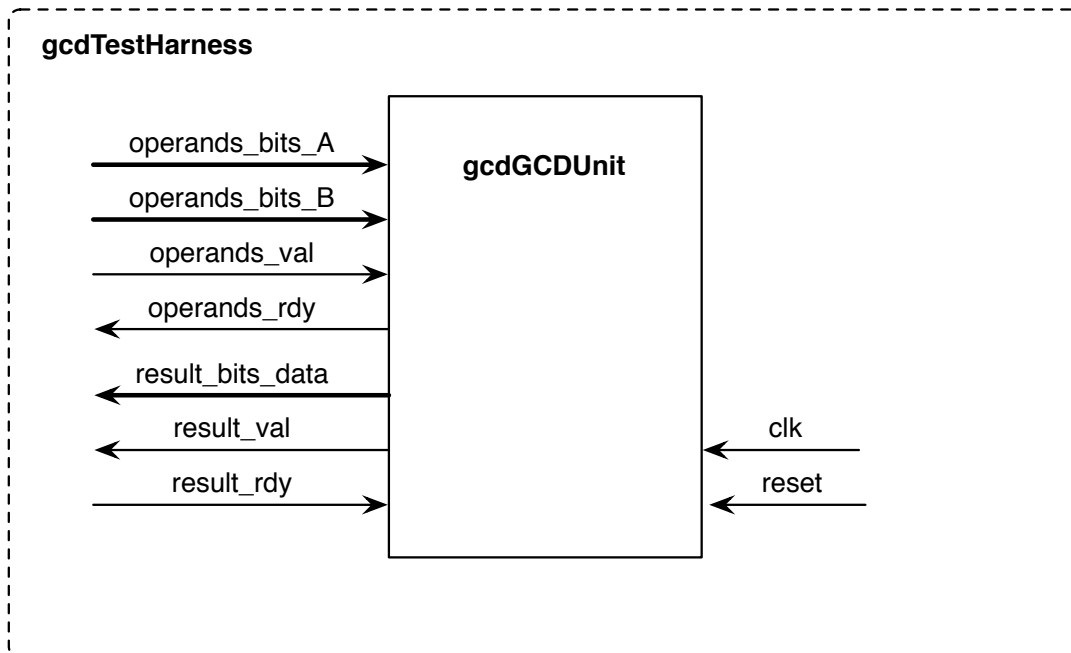 gcdTestHarness
operands_bits_A
gcdGCDUnit
operands_bits_B
operands_val
operands_rdy
result_bits_data
result_val
clk
result_rdy
reset